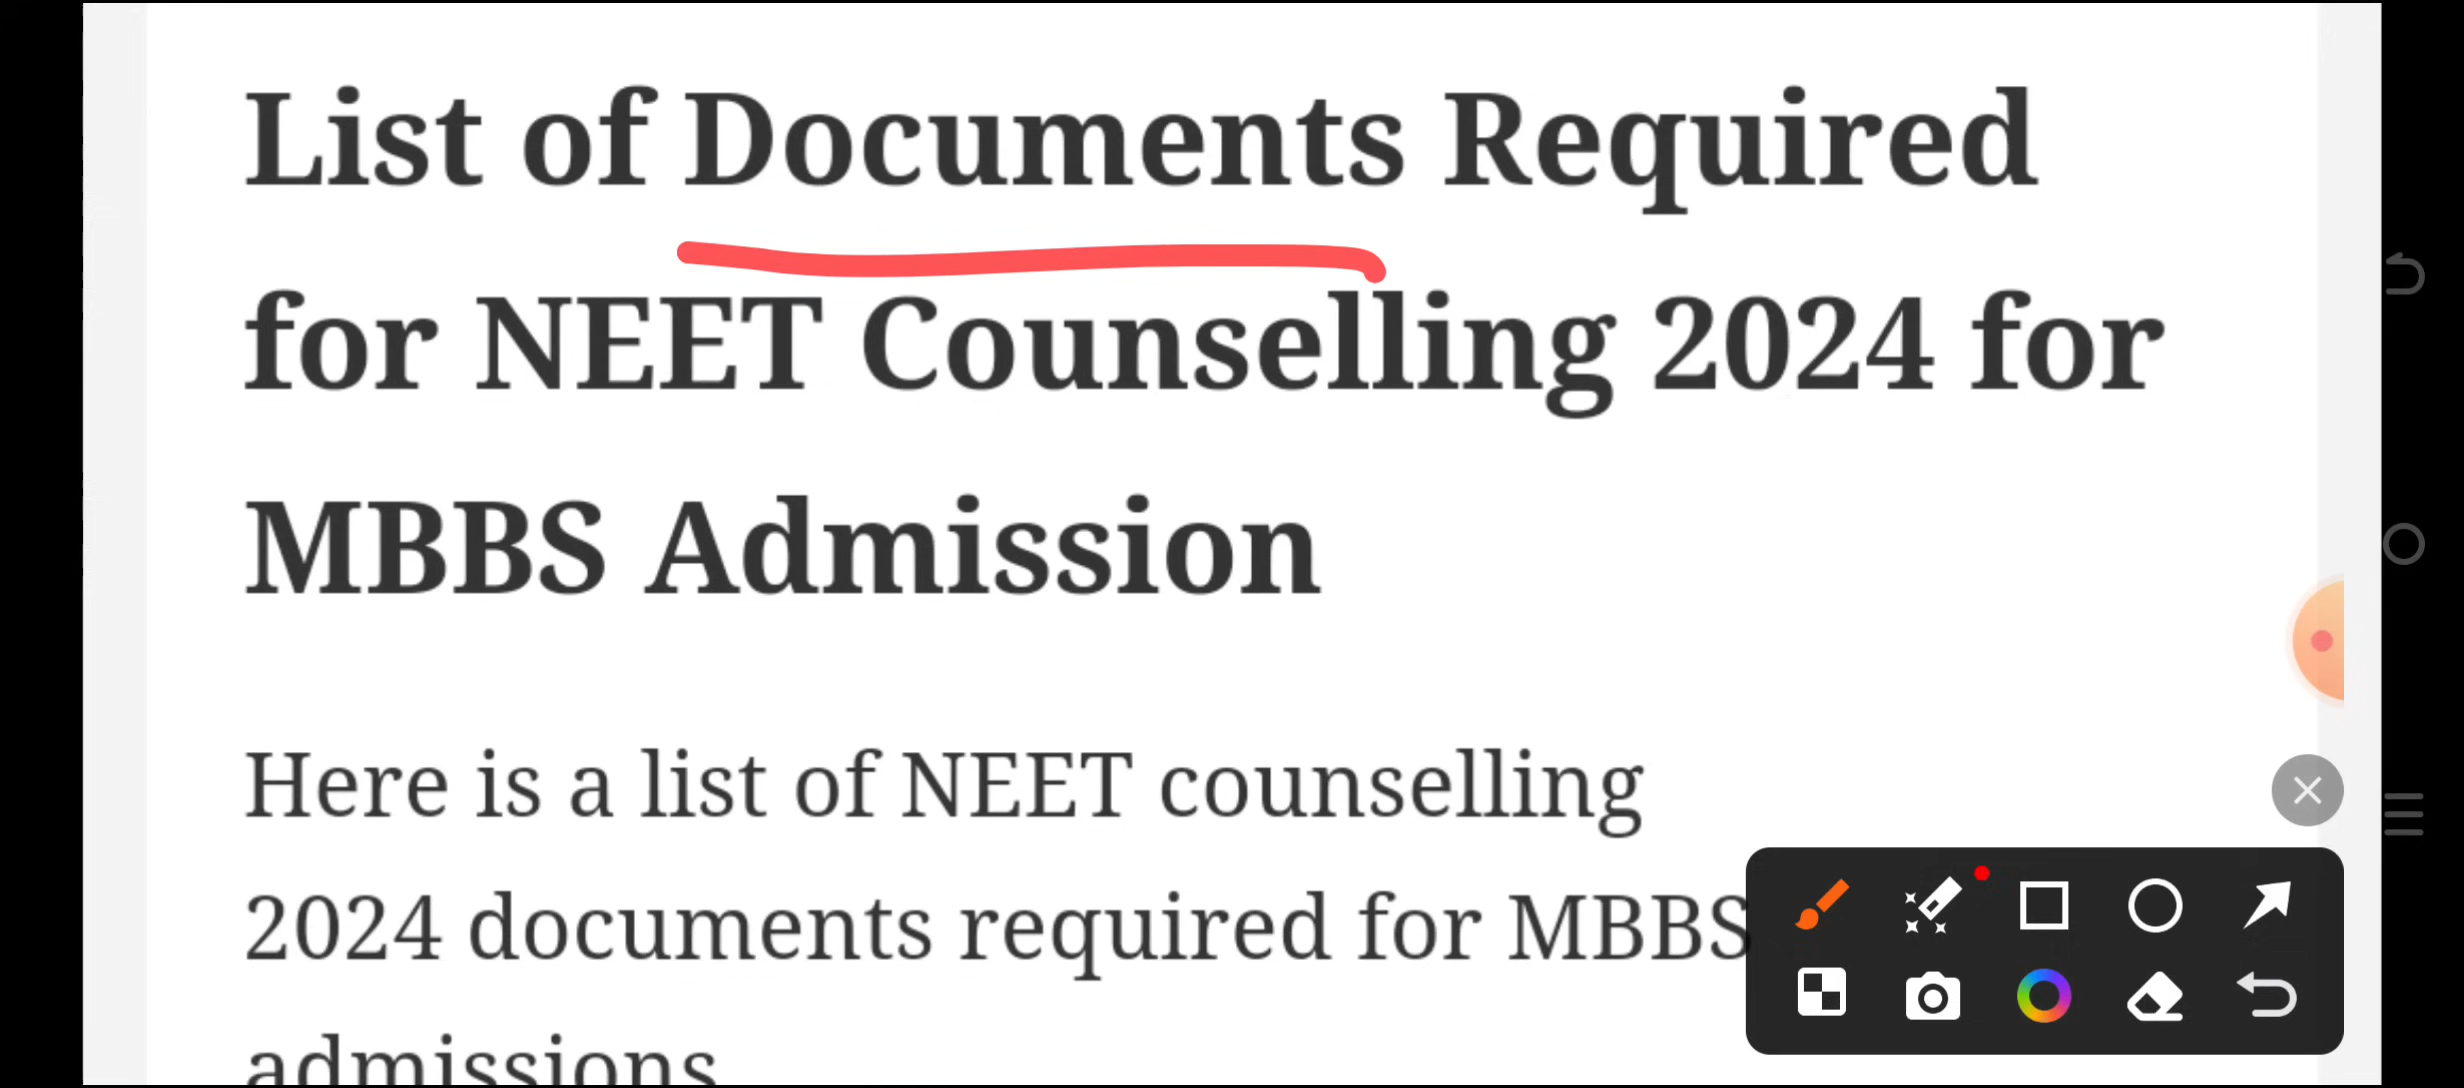 List of Documents Required
for NEET Counselling 2024 for
MBBS Admission
Here is a list of NEET counselling
2024 documents required for MBBS
admissions